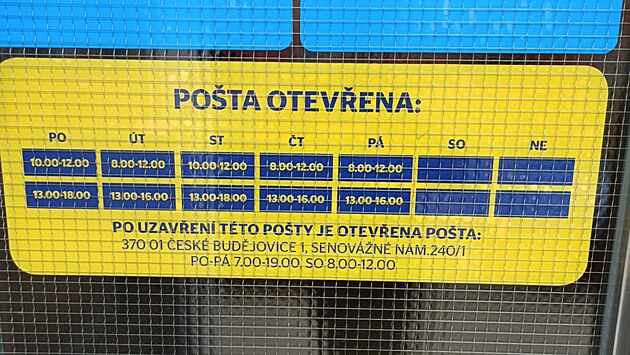 POŠTA OTEVŘENA:
PO ÚT ST ČT PÁ SO NE
10.00-12.00 8.00-12.00 10.00-12.00 8.00-12.00 8.00-12.00
13.00-18.00 13.00-16.00 13.00-18.00 13.00-16.00 13.00-16.00
PO UZAVŘENÍ TÉTO POŠTY JE OTEVŘENA POŠTA:
370 01 ČESKÉ BUDĚJOVICE 1, SENOVÁŽNÉ NÁM.240/1
PO-PÁ 7.00-19.00, SO 8.00-12.00